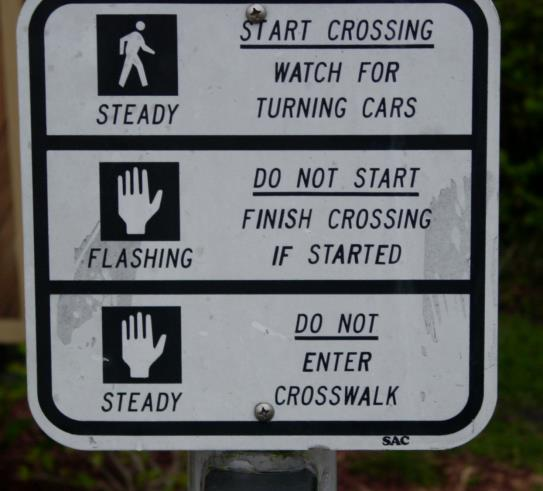 START CROSSING
WATCH FOR
TURNING CARS
STEADY
DO NOT START
FINISH CROSSING
IF STARTED
FLASHING
DO NOT
ENTER
CROSSWALK
STEADY
SAC